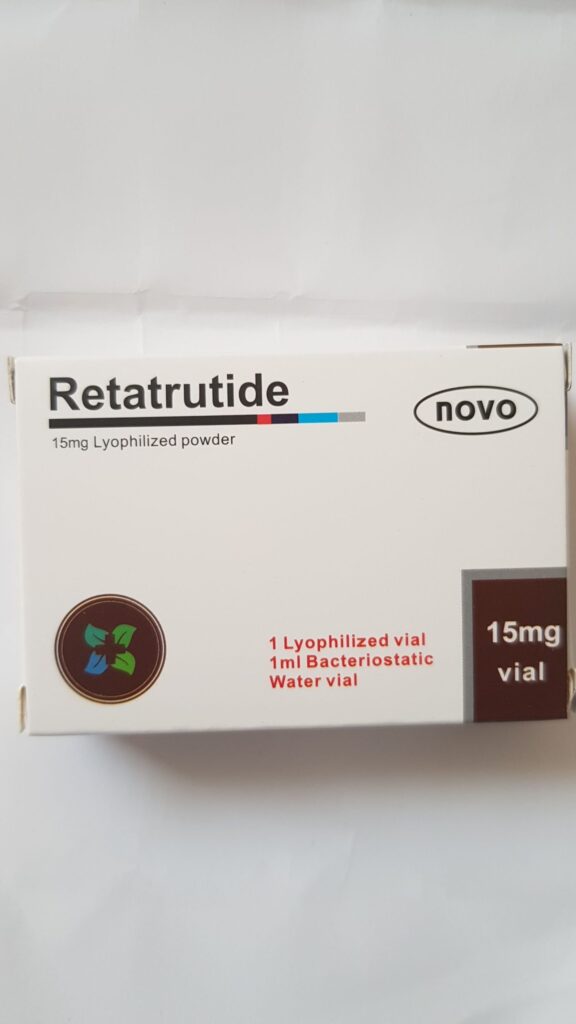 Retatrutide
novo
15mg Lyophilized powder
1 Lyophilized vial
1ml Bacteriostatic
Water vial
15mg
vial